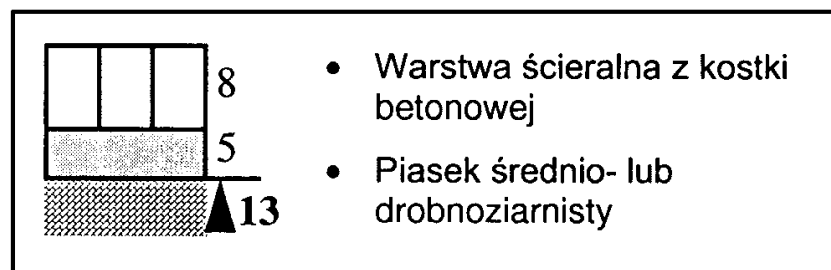 8
5
13
• Warstwa ścieralna z kostki
betonowej
• Piasek średnio- lub
drobnoziarnisty